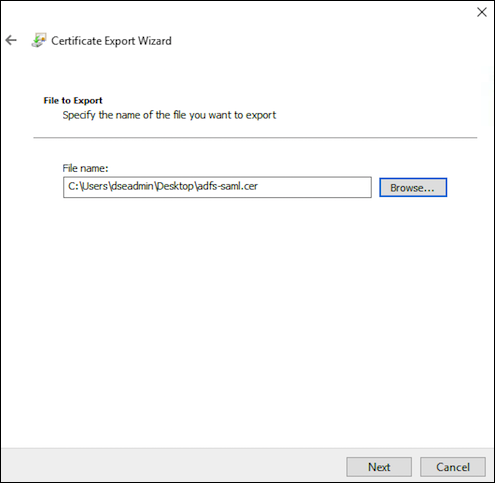 Certificate Export Wizard
File to Export
Specify the name of the file you want to export
File name:
C:\Users\dseadmin\Desktop\adfs-saml.cer
Browse...
Next
Cancel